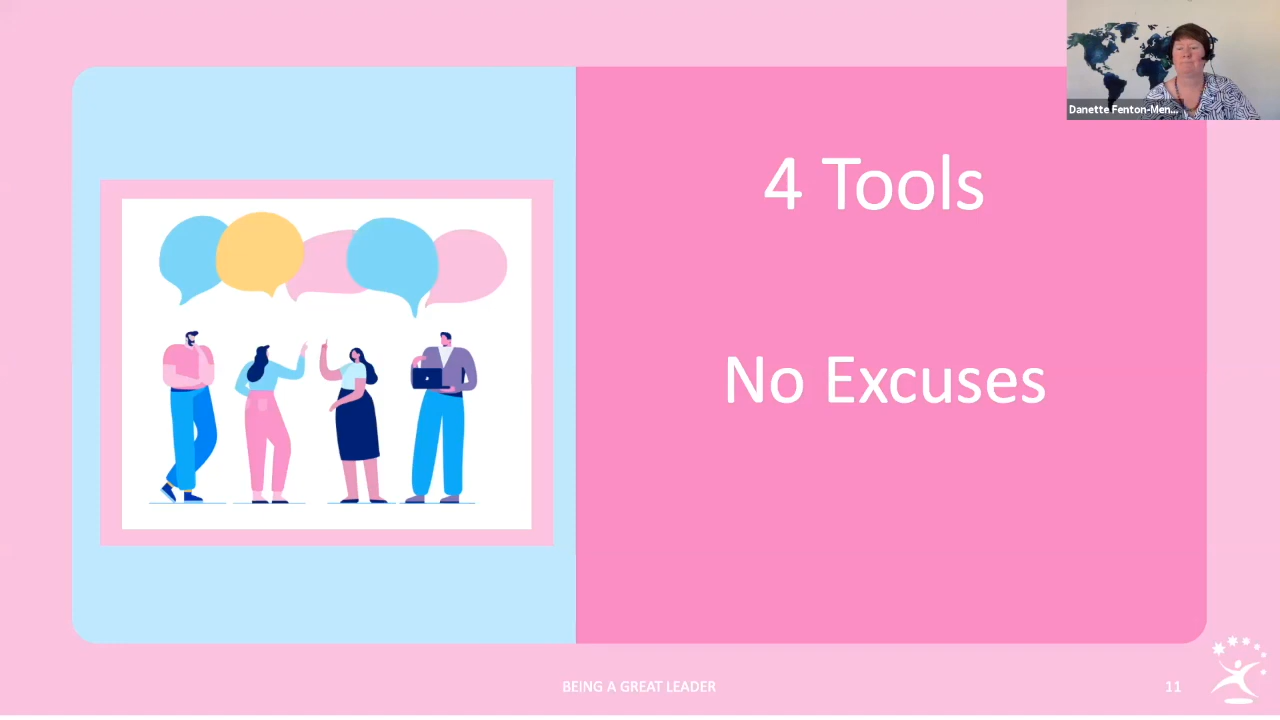 Danette Fenton-Men...
4 Tools
No Excuses
BEING A GREAT LEADER
11